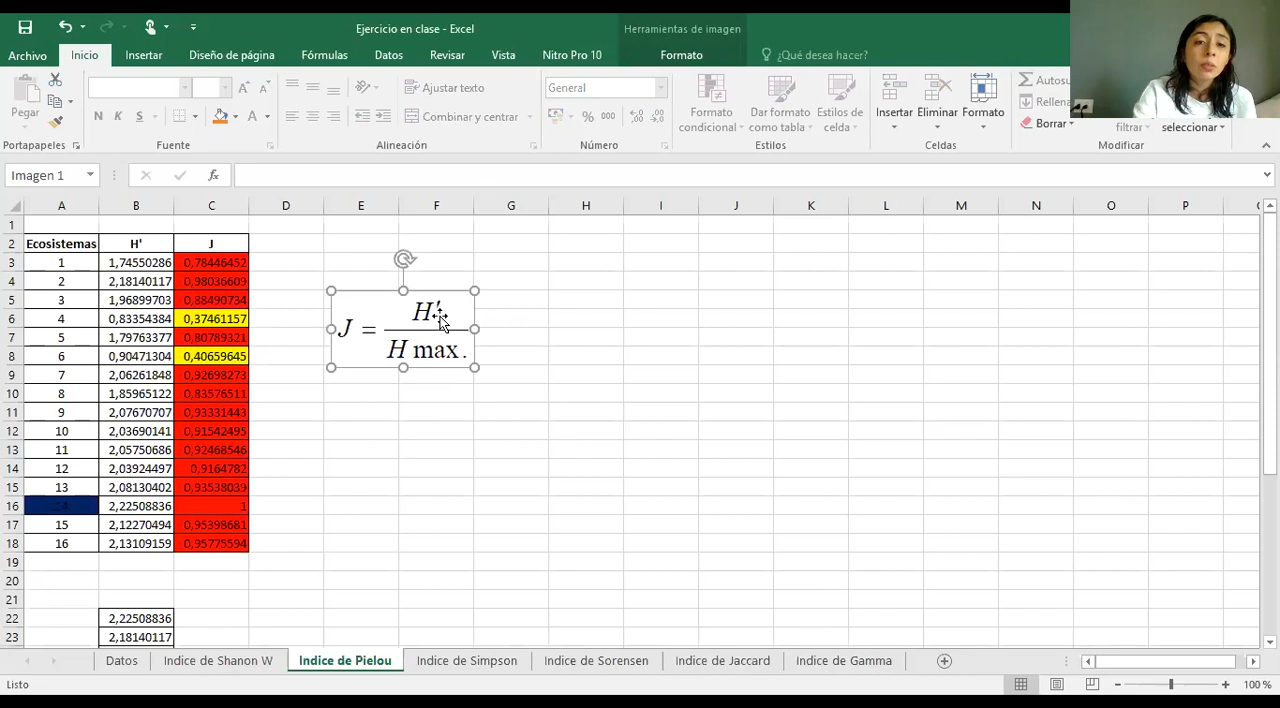 Ejercicio en clase - Excel
Herramientas de imagen
Archivo Inicio Insertar Diseño de página Fórmulas Datos Revisar Vista Nitro Pro 10 Formato ¿Qué desea hacer?
Pegar
N K S
Ajustar texto
Combinar y centrar
General
% 000
Formato condicional
Dar formato como tabla
Estilos de celda
Insertar Eliminar Formato
Autosu
Rellena
Borrar
filtrar
seleccionar
Portapapeles Fuente Alineación Número Estilos Celdas Modificar
Imagen 1
fx
A B C D E F G H I J K L M N O P
1
2 Ecosistemas H' J
3 1 1,74550286 0,78446452
4 2 2,18140117 0,98036609
5 3 1,96899703 0,88490734
6 4 0,83354384 0,37461157
7 5 1,79763377 0,80789321
8 6 0,90471304 0,40659645
9 7 2,06261848 0,92698273
10 8 1,85965122 0,83576511
11 9 2,07670707 0,93331443
12 10 2,03690141 0,91542495
13 11 2,05750686 0,92468546
14 12 2,03924497 0,9164782
15 13 2,08130402 0,93538039
16 14 2,22508836 1
17 15 2,12270494 0,95398681
18 16 2,13109159 0,95775594
19
20
21
22 2,22508836
23 2,18140117
J = H' / H max.
Datos Indice de Shanon W Indice de Pielou Indice de Simpson Indice de Sorensen Indice de Jaccard Indice de Gamma
Listo
100 %